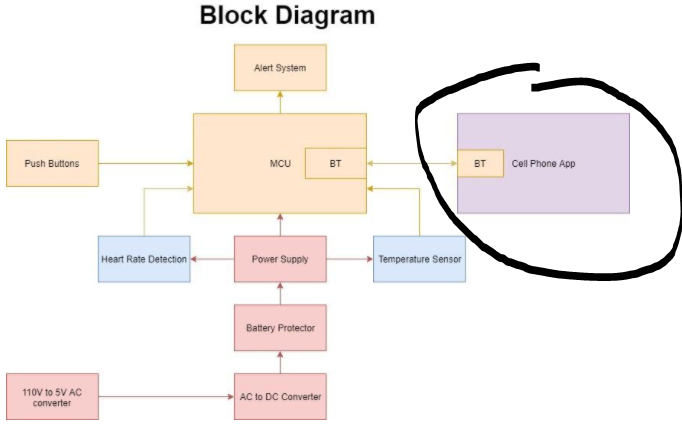 Block Diagram
Alert System
Push Buttons
MCU
BT
BT
Cell Phone App
Heart Rate Detection
Power Supply
Temperature Sensor
Battery Protector
110V to 5V AC
converter
AC to DC Converter